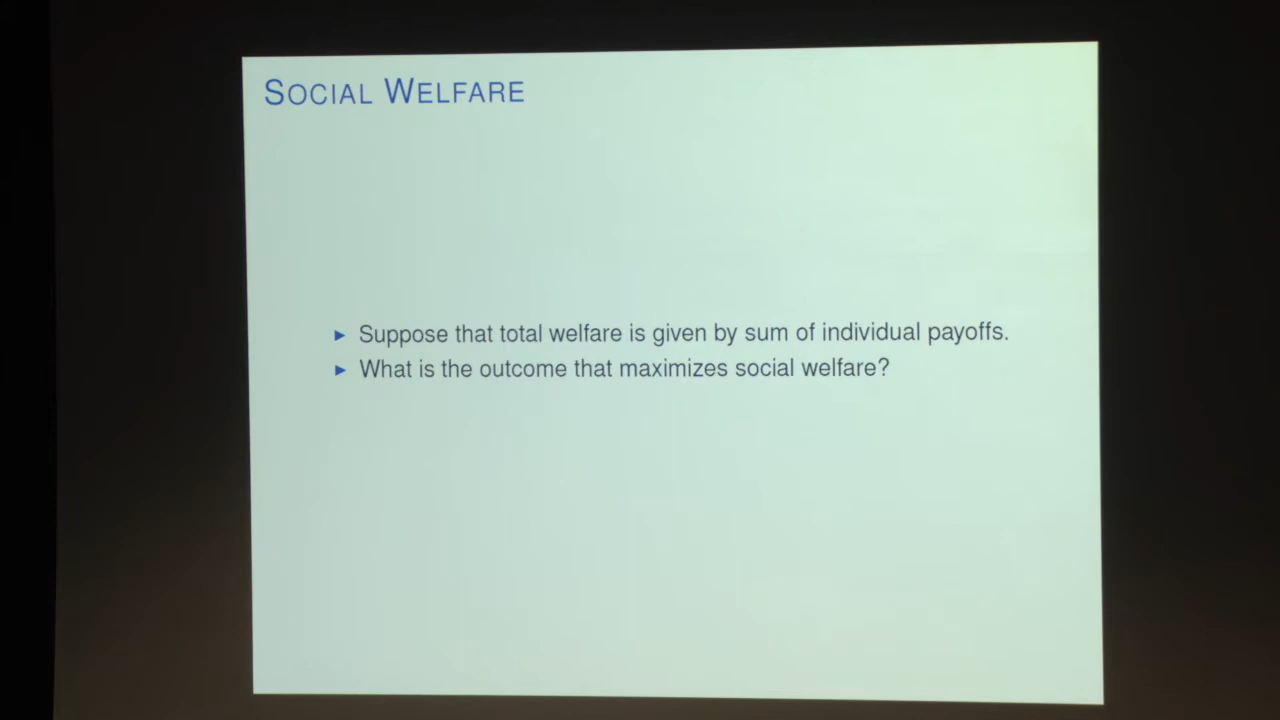 SOCIAL WELFARE
▶ Suppose that total welfare is given by sum of individual payoffs.
▶ What is the outcome that maximizes social welfare?